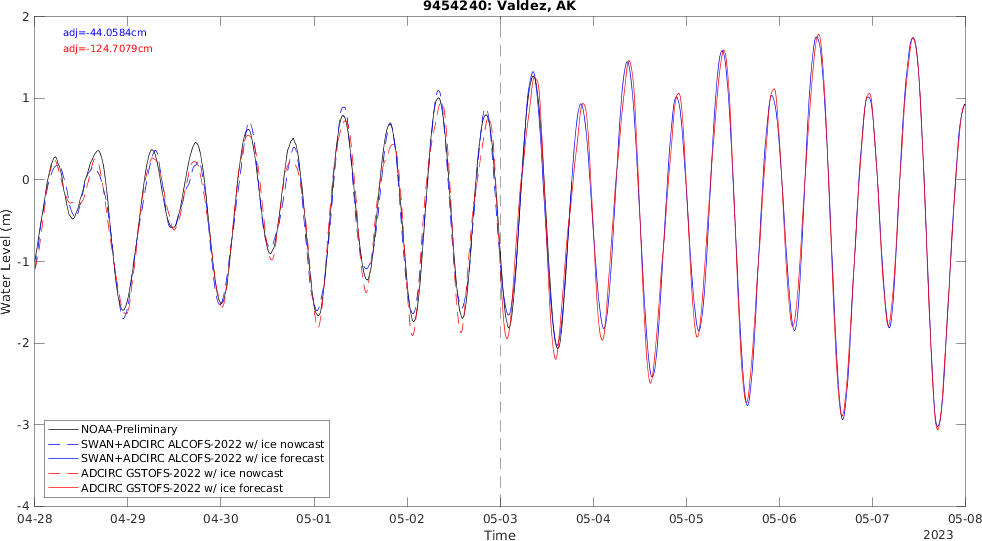 9454240: Valdez, AK
adj=-44.0584cm
adj=-124.7079cm
2
1
0
-1
-2
-3
-4
Water Level (m)
NOAA-Preliminary
SWAN+ADCIRC ALCOFS-2022 w/ ice nowcast
SWAN+ADCIRC ALCOFS-2022 w/ ice forecast
ADCIRC GSTOFS-2022 w/ ice nowcast
ADCIRC GSTOFS-2022 w/ ice forecast
04-28 04-29 04-30 05-01 05-02 05-03 05-04 05-05 05-06 05-07 05-08
Time
2023